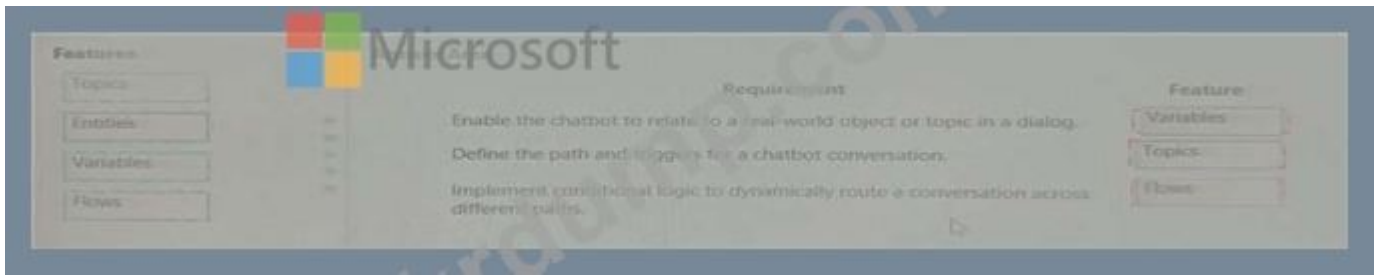 Microsoft
Features
Topics
Entities
Variables
Flows
Requirement
Feature
Enable the chatbot to relate to a real-world object or topic in a dialog.
Variables
Define the path and triggers for a chatbot conversation.
Topics
Implement conditional logic to dynamically route a conversation across
different paths.
Flows